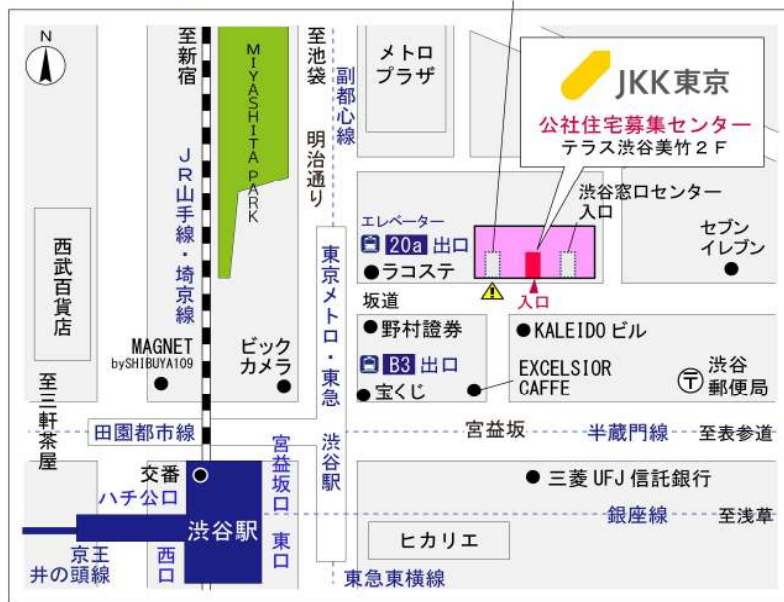 N
至新宿
MIYASHITA PARK
至池袋
副都心線
明治通り
メトロ
プラザ
JKK東京
公社住宅募集センター
テラス渋谷美竹2F
JR山手線・埼京線
西武百貨店
エレベーター
20a 出口
ラコステ
渋谷窓口センター
入口
セブン
イレブン
!
入口
坂道
東京メトロ・東急
渋谷駅
MAGNET
bySHIBUYA109
ビック
カメラ
野村證券
B3 出口
宝くじ
KALEIDOビル
EXCELSIOR
CAFFE
〒
渋谷
郵便局
至三軒茶屋
田園都市線
宮益坂
半蔵門線
至表参道
交番
ハチ公口
宮益坂口
三菱UFJ信託銀行
渋谷駅
銀座線
至浅草
京王
井の頭線
西口
東口
ヒカリエ
東急東横線